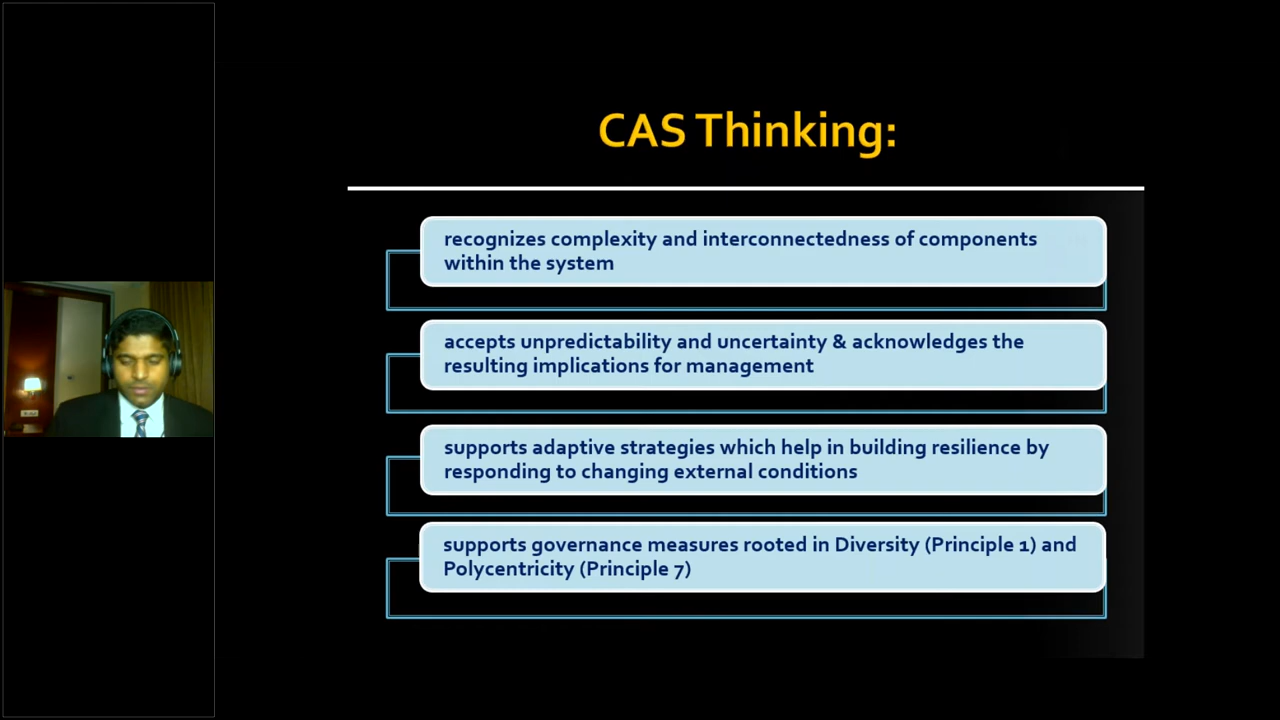 CAS Thinking:
recognizes complexity and interconnectedness of components
within the system
accepts unpredictability and uncertainty & acknowledges the
resulting implications for management
supports adaptive strategies which help in building resilience by
responding to changing external conditions
supports governance measures rooted in Diversity (Principle 1) and
Polycentricity (Principle 7)